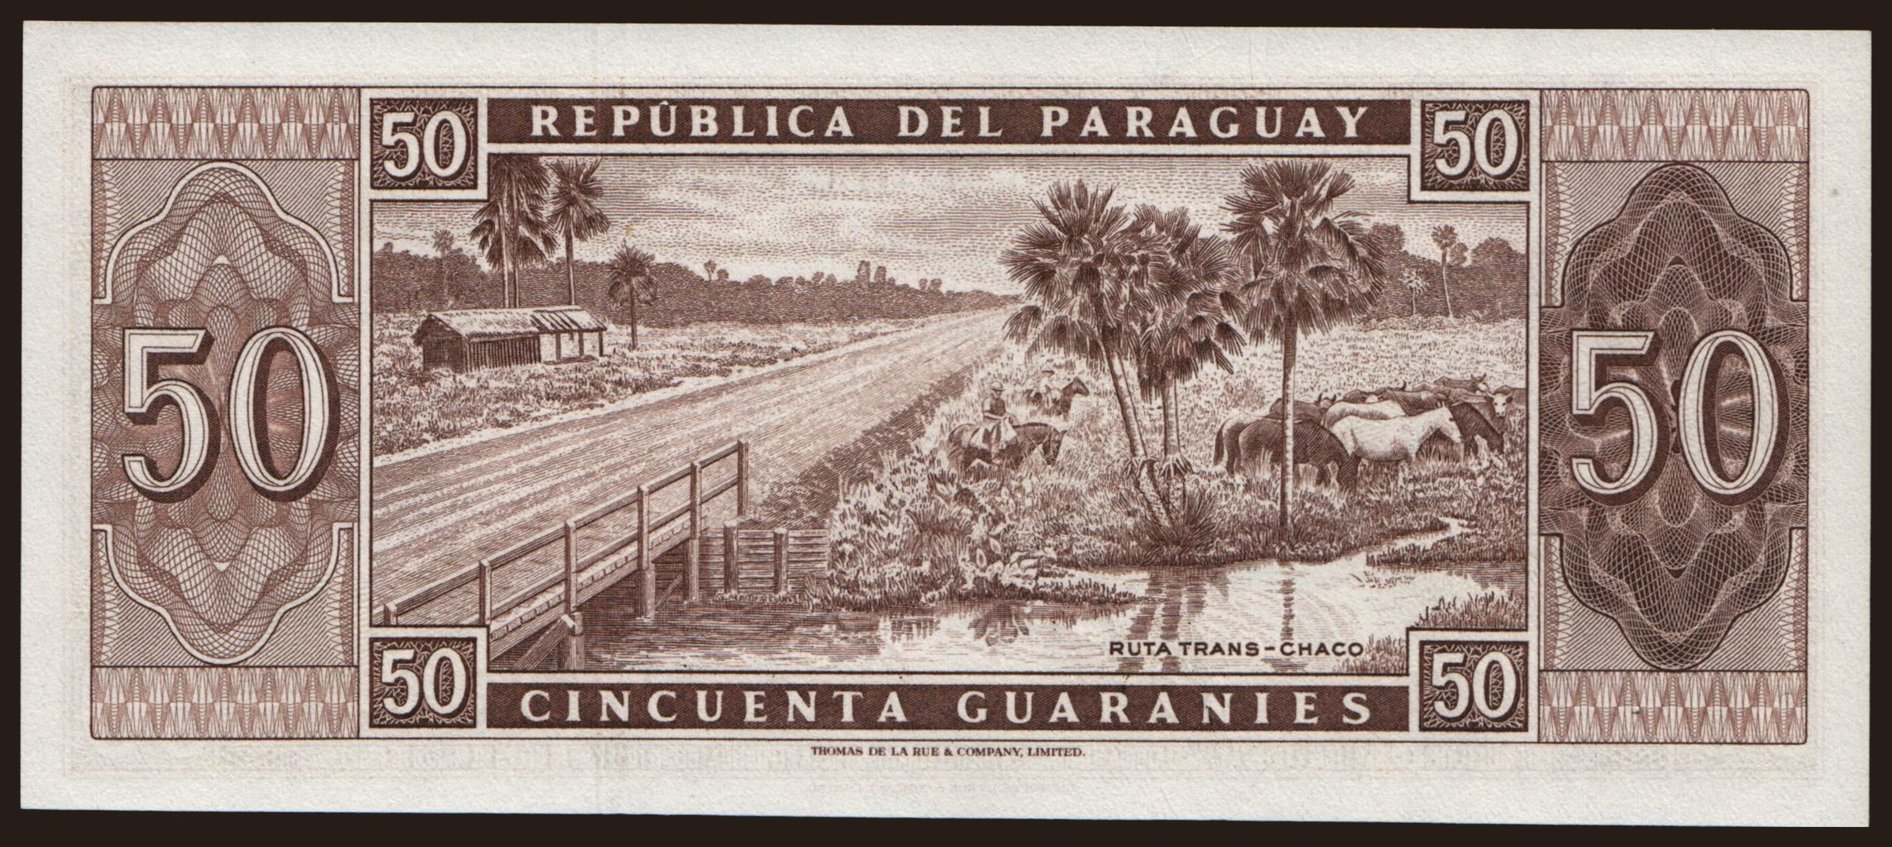 50 REPÚBLICA DEL PARAGUAY 50
50 50
RUTA TRANS-CHACO
50 CINCUENTA GUARANIES 50
THOMAS DE LA RUE & COMPANY, LIMITED.